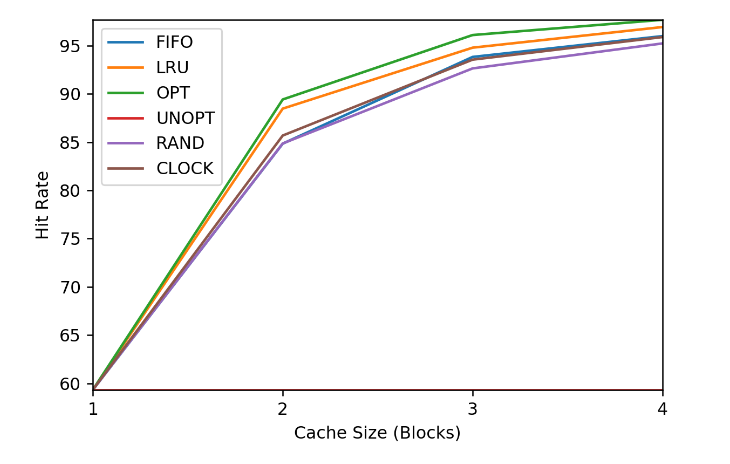 95
90
85
80
75
70
65
60
Hit Rate
FIFO
LRU
OPT
UNOPT
RAND
CLOCK
1 2 3 4
Cache Size (Blocks)